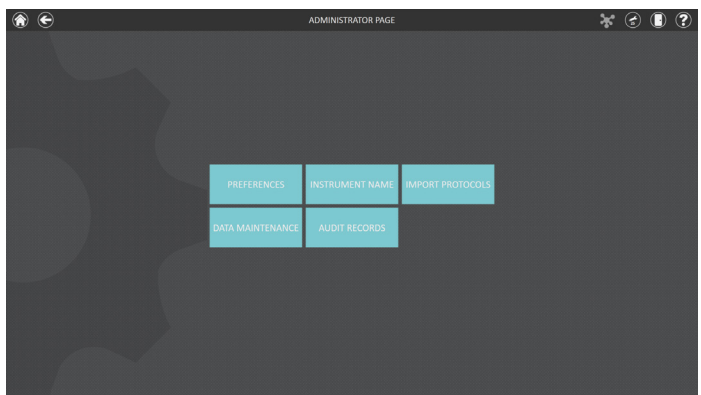 ADMINISTRATOR PAGE
?
PREFERENCES
INSTRUMENT NAME
IMPORT PROTOCOLS
DATA MAINTENANCE
AUDIT RECORDS